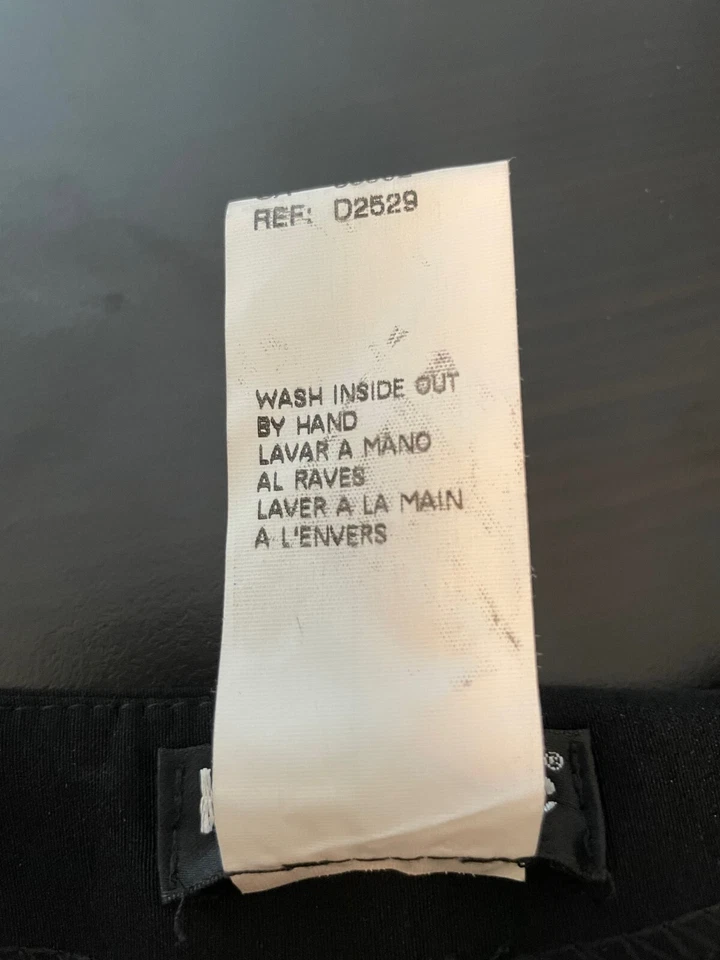 REF: D2529
WASH INSIDE OUT
BY HAND
LAVAR A MANO
AL RAVES
LAVER A LA MAIN
A L'ENVERS
®